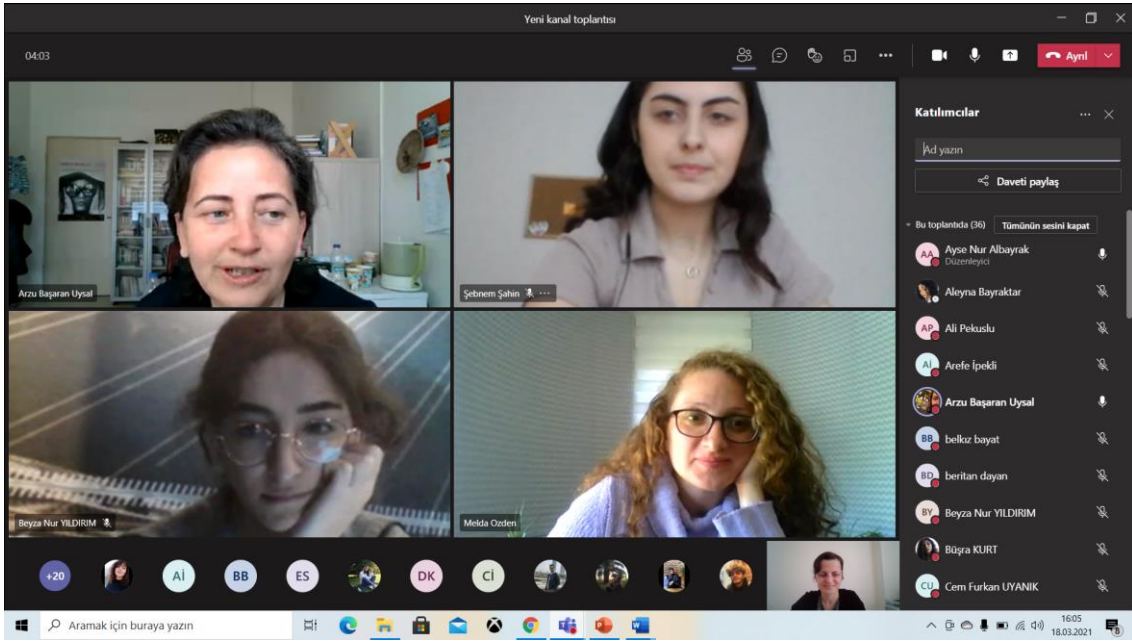 Yeni kanal toplantısı
04:03
Ayrıl
Arzu Başaran Uysal
Şebnem Şahin
Beyza Nur YILDIRIM
Melda Ozden
+20
Aİ
BB
ES
DK
Cİ
Katılımcılar
Ad yazın
Daveti paylaş
Bu toplantıda (36) Tümünün sesini kapat
AA Ayse Nur Albayrak
Düzenleyici
Aleyna Bayraktar
AP Ali Pekuslu
Aİ Arefe İpekli
Arzu Başaran Uysal
BB belkız bayat
BD beritan dayan
BY Beyza Nur YILDIRIM
Büşra KURT
CU Cem Furkan UYANIK
Aramak için buraya yazın
16:05
18.03.2021